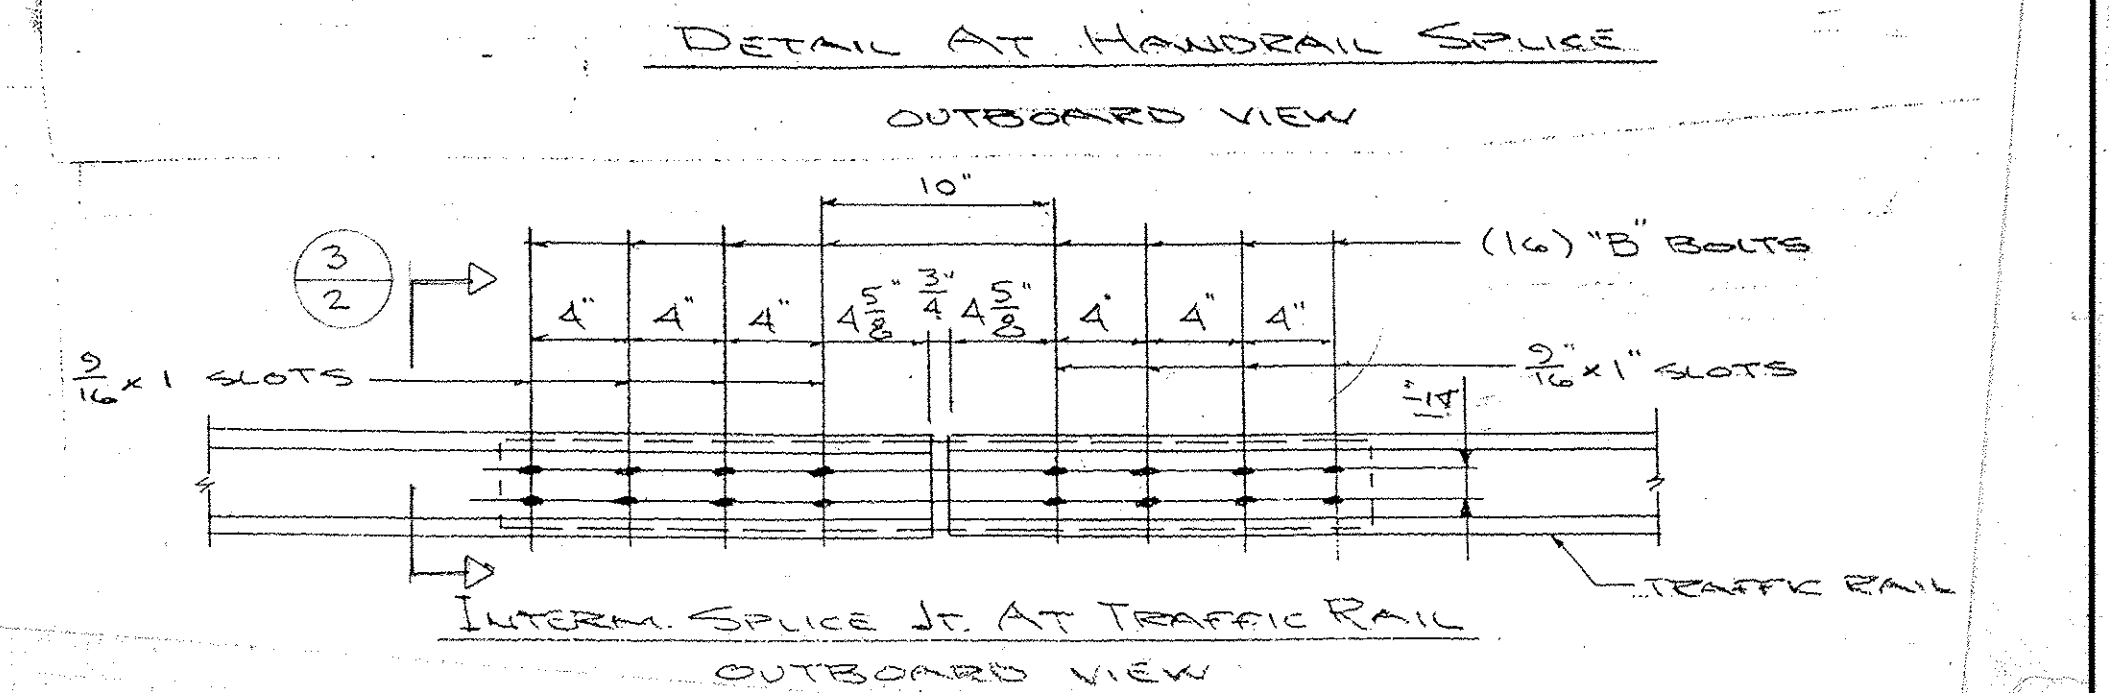 DETAIL AT HANDRAIL SPLICE
OUTBOARD VIEW
10"
(16) "B" BOLTS
3
2
4" 4" 4" 4 5/8" 3/4" 4 5/8" 4" 4" 4"
9/16 x 1 SLOTS
9/16" x 1" SLOTS
TRAFFIC RAIL
INTERM. SPLICE JT. AT TRAFFIC RAIL
OUTBOARD VIEW